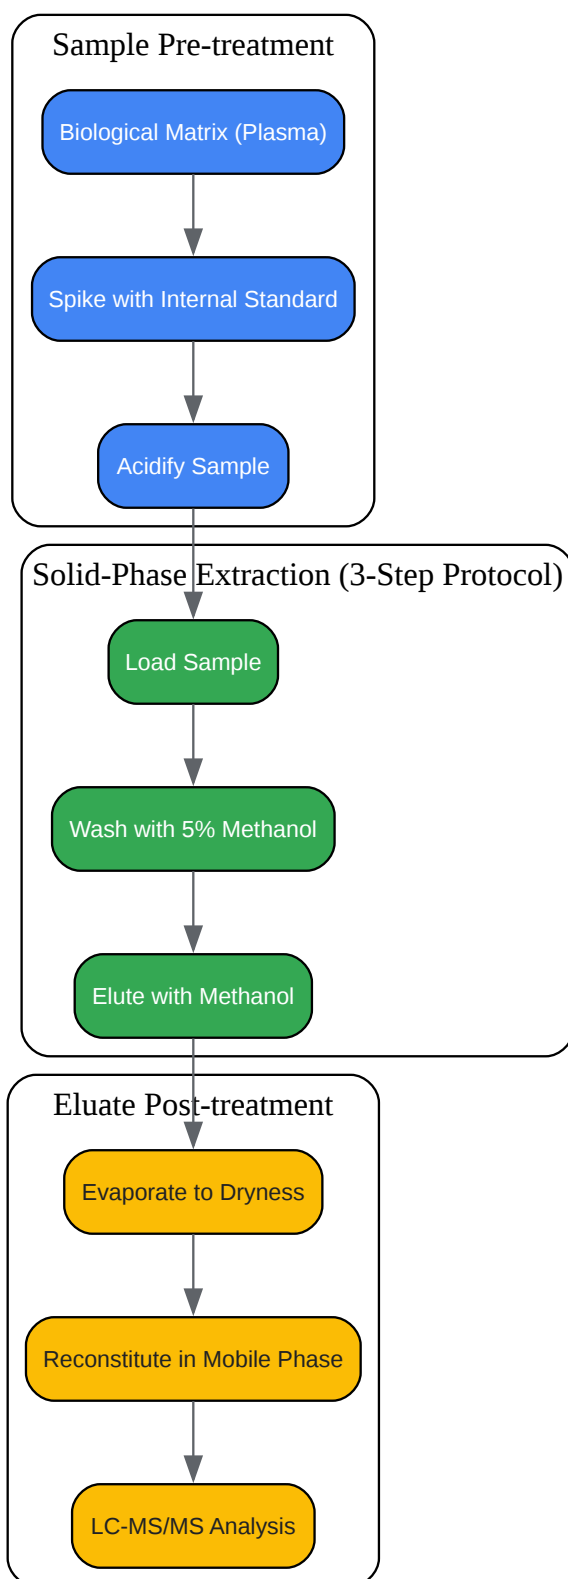 Sample Pre-treatment
Biological Matrix (Plasma)
Spike with Internal Standard
Acidify Sample
Solid-Phase Extraction (3-Step Protocol)
Load Sample
Wash with 5% Methanol
Elute with Methanol
Eluate Post-treatment
Evaporate to Dryness
Reconstitute in Mobile Phase
LC-MS/MS Analysis